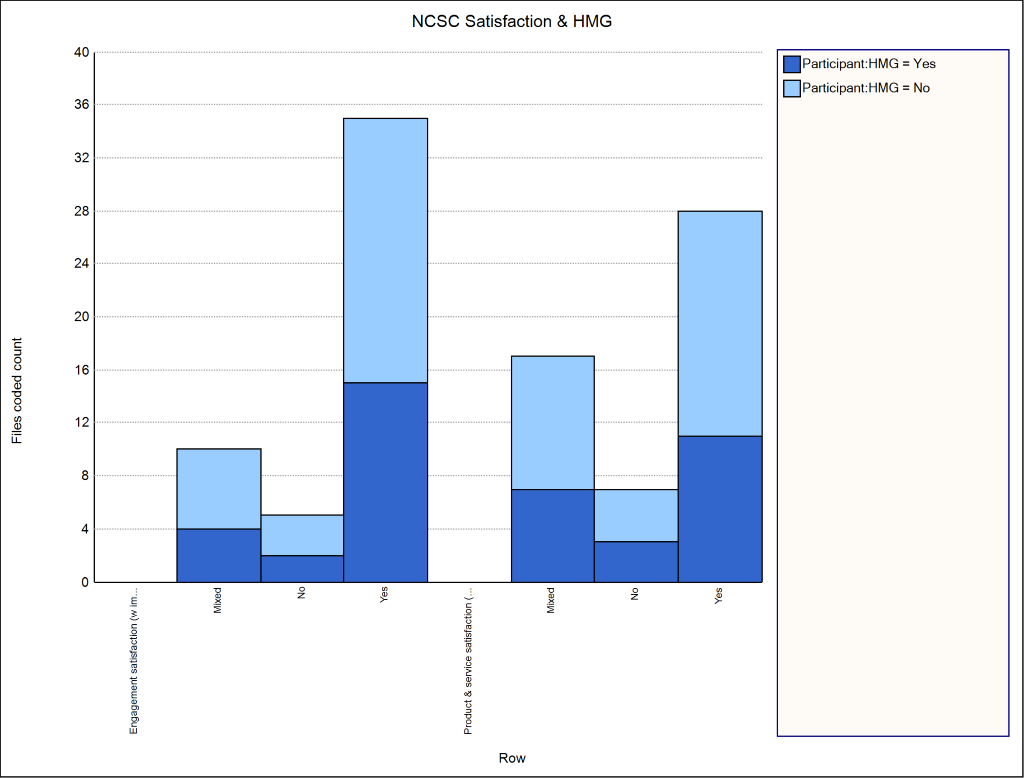 NCSC Satisfaction & HMG
Participant:HMG = Yes
Participant:HMG = No
40
36
32
28
24
20
16
12
8
4
0
Files coded count
Engagement satisfaction (w im...
Mixed
No
Yes
Product & service satisfaction (...
Mixed
No
Yes
Row